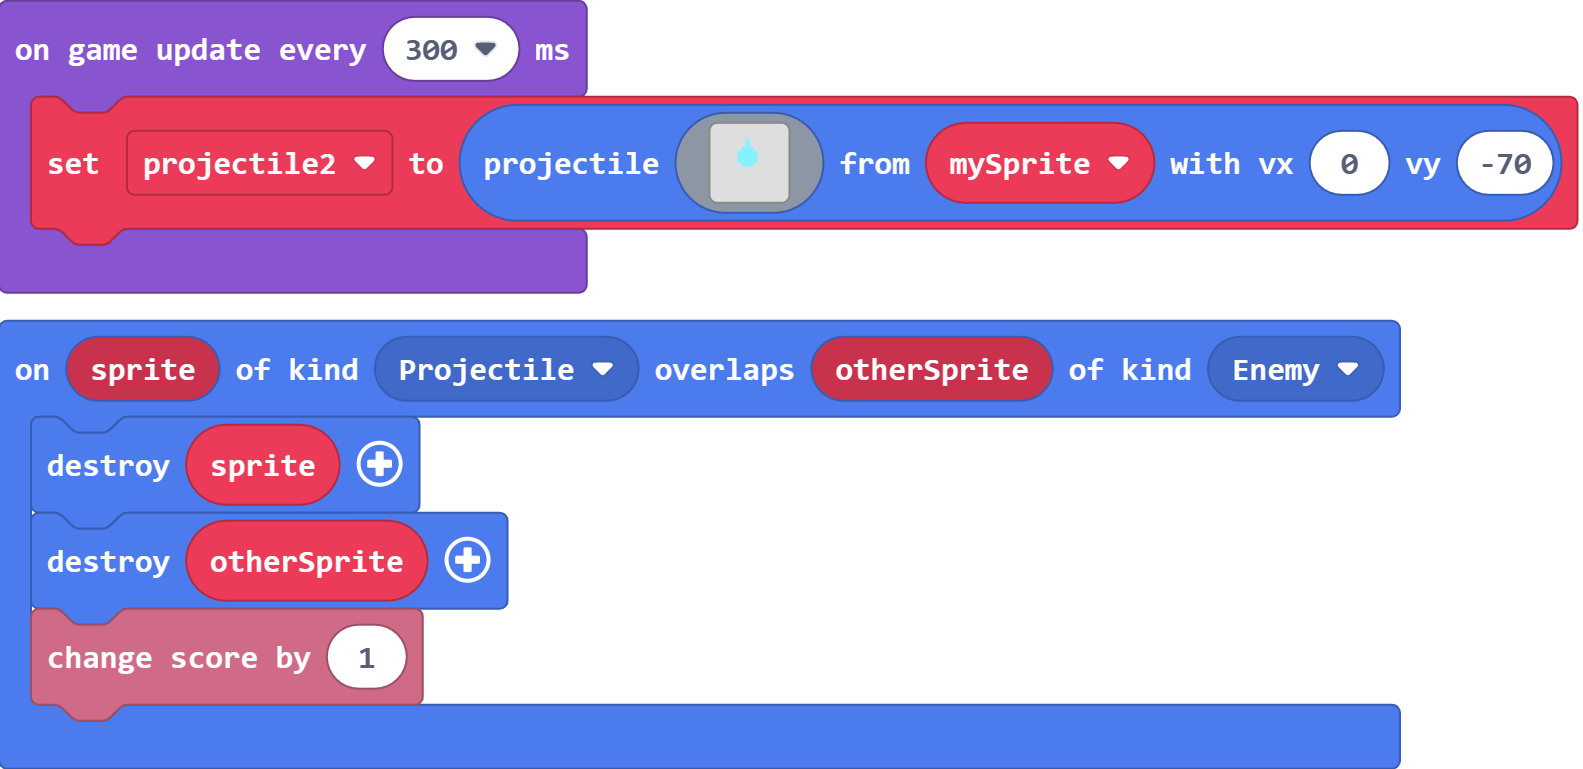 on game update every 300 ms
set projectile2 to projectile from mySprite with vx 0 vy -70
on sprite of kind Projectile overlaps otherSprite of kind Enemy
destroy sprite
destroy otherSprite
change score by 1